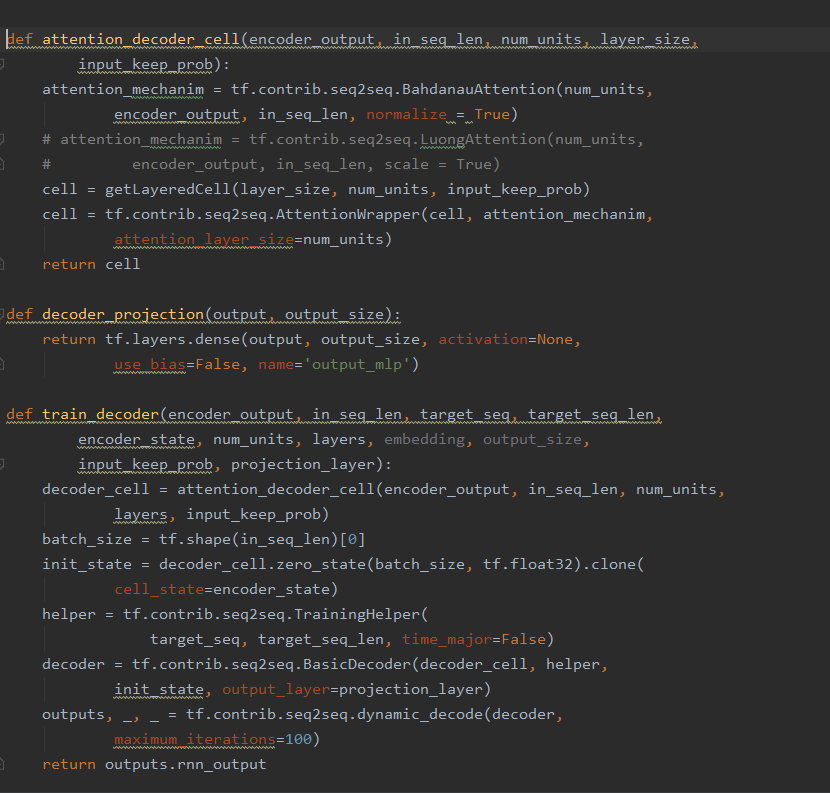 def attention_decoder_cell(encoder_output, in_seq_len, num_units, layer_size,
        input_keep_prob):
    attention_mechanim = tf.contrib.seq2seq.BahdanauAttention(num_units,
            encoder_output, in_seq_len, normalize = True)
    # attention_mechanim = tf.contrib.seq2seq.LuongAttention(num_units,
    #         encoder_output, in_seq_len, scale = True)
    cell = getLayeredCell(layer_size, num_units, input_keep_prob)
    cell = tf.contrib.seq2seq.AttentionWrapper(cell, attention_mechanim,
            attention_layer_size=num_units)
    return cell

def decoder_projection(output, output_size):
    return tf.layers.dense(output, output_size, activation=None,
            use_bias=False, name='output_mlp')

def train_decoder(encoder_output, in_seq_len, target_seq, target_seq_len,
        encoder_state, num_units, layers, embedding, output_size,
        input_keep_prob, projection_layer):
    decoder_cell = attention_decoder_cell(encoder_output, in_seq_len, num_units,
            layers, input_keep_prob)
    batch_size = tf.shape(in_seq_len)[0]
    init_state = decoder_cell.zero_state(batch_size, tf.float32).clone(
            cell_state=encoder_state)
    helper = tf.contrib.seq2seq.TrainingHelper(
                target_seq, target_seq_len, time_major=False)
    decoder = tf.contrib.seq2seq.BasicDecoder(decoder_cell, helper,
            init_state, output_layer=projection_layer)
    outputs, _, _ = tf.contrib.seq2seq.dynamic_decode(decoder,
            maximum_iterations=100)
    return outputs.rnn_output